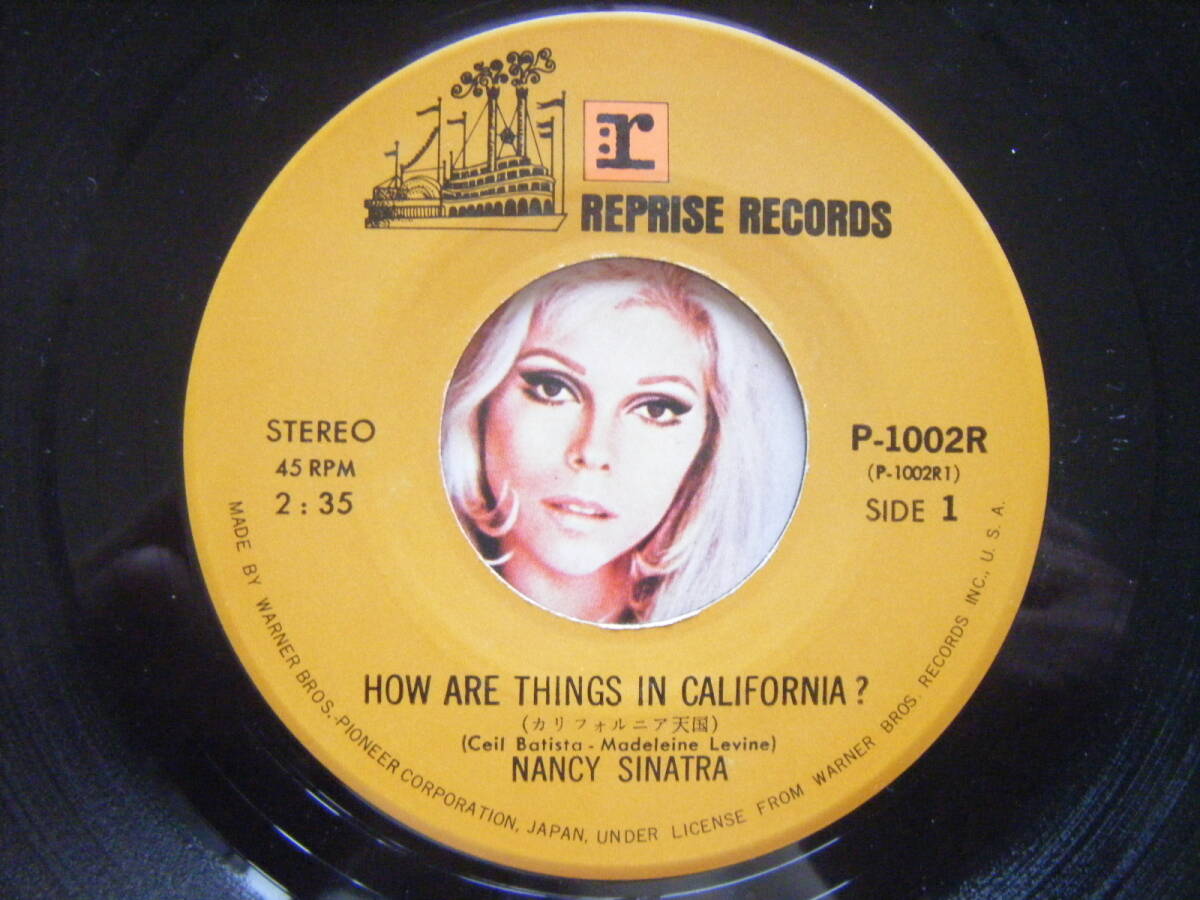 r:
REPRISE RECORDS
STEREO
45 RPM
2 : 35
P-1002R
(P-1002R1)
SIDE 1
HOW ARE THINGS IN CALIFORNIA ?
(カリフォルニア天国)
(Ceil Batista - Madeleine Levine)
NANCY SINATRA
MADE BY WARNER BROS.-PIONEER CORPORATION, JAPAN, UNDER LICENSE FROM WARNER BROS. RECORDS INC., U. S. A.